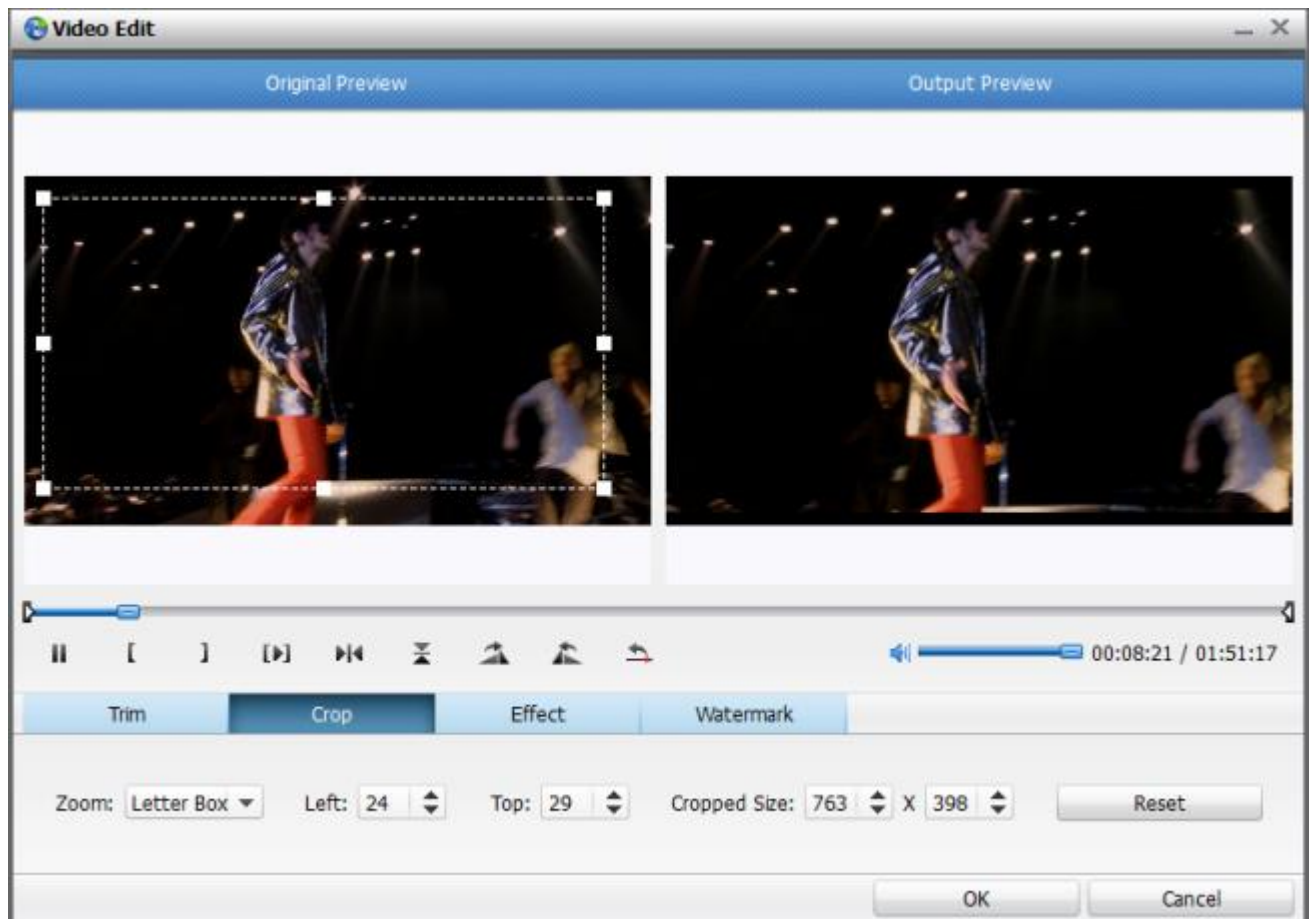 Video Edit
Original Preview Output Preview
00:08:21 / 01:51:17
Trim Crop Effect Watermark
Zoom: Letter Box Left: 24 Top: 29 Cropped Size: 763 X 398 Reset
OK Cancel